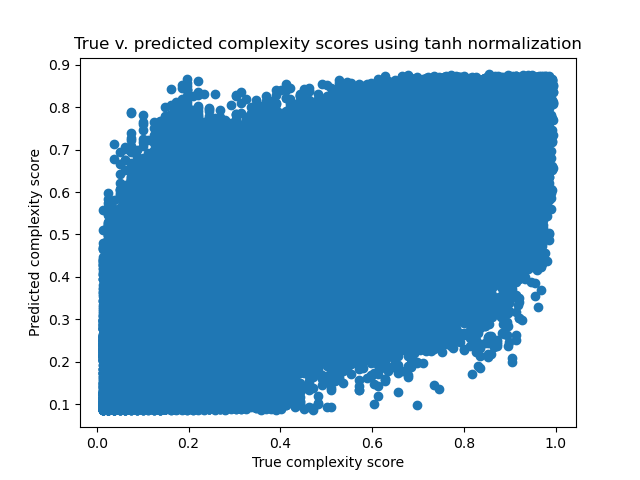 True v. predicted complexity scores using tanh normalization
0.9
0.8
0.7
0.6
0.5
0.4
0.3
0.2
0.1
Predicted complexity score
0.0 0.2 0.4 0.6 0.8 1.0
True complexity score